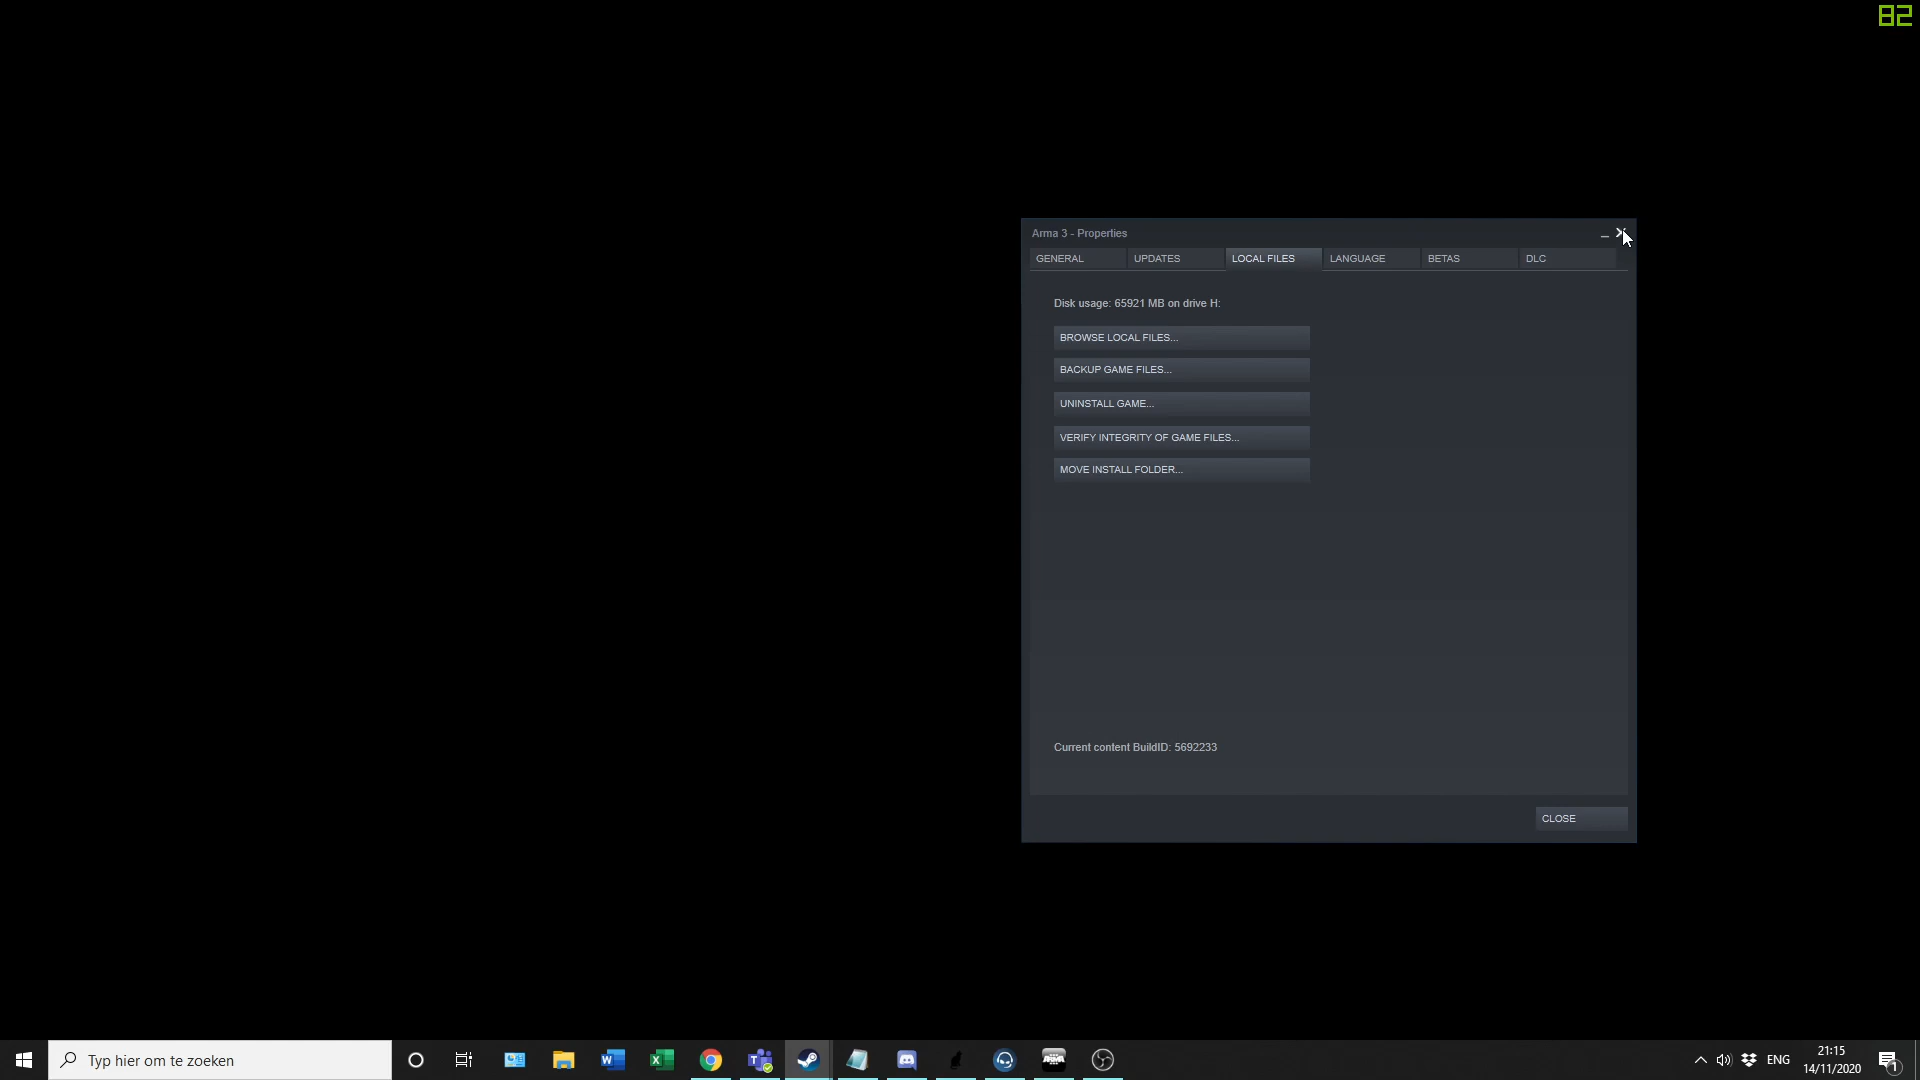 82
Arma 3 - Properties
GENERAL UPDATES LOCAL FILES LANGUAGE BETAS DLC
Disk usage: 65921 MB on drive H:
BROWSE LOCAL FILES...
BACKUP GAME FILES...
UNINSTALL GAME...
VERIFY INTEGRITY OF GAME FILES...
MOVE INSTALL FOLDER...
Current content BuildID: 5692233
CLOSE
Typ hier om te zoeken
ENG
21:15
14/11/2020
1